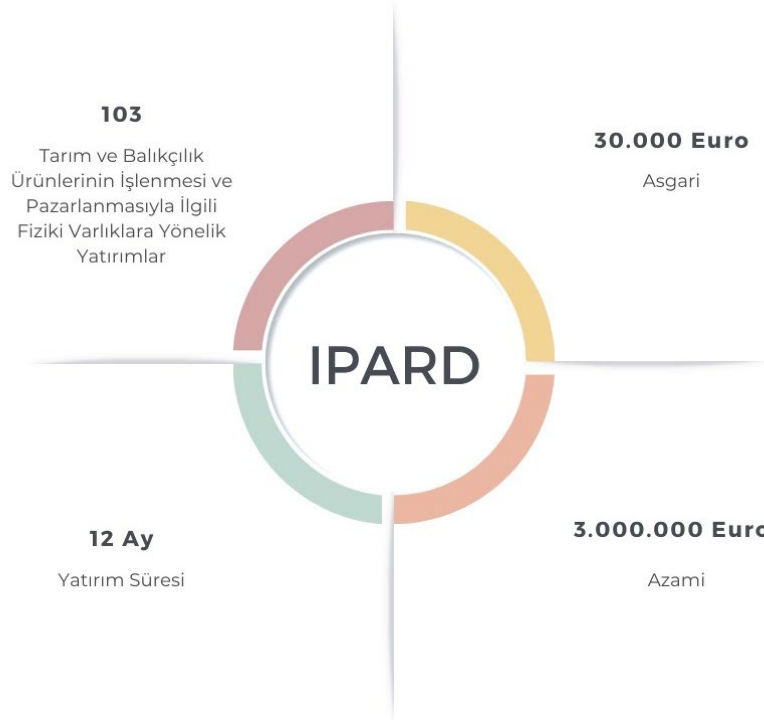 103
Tarım ve Balıkçılık
Ürünlerinin İşlenmesi ve
Pazarlanmasıyla İlgili
Fiziki Varlıklara Yönelik
Yatırımlar
30.000 Euro
Asgari
IPARD
12 Ay
Yatırım Süresi
3.000.000 Euro
Azami